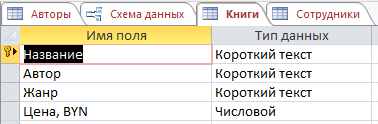 Авторы Схема данных Книги Сотрудники
Имя поля Тип данных
Название Короткий текст
Автор Короткий текст
Жанр Короткий текст
Цена, BYN Числовой